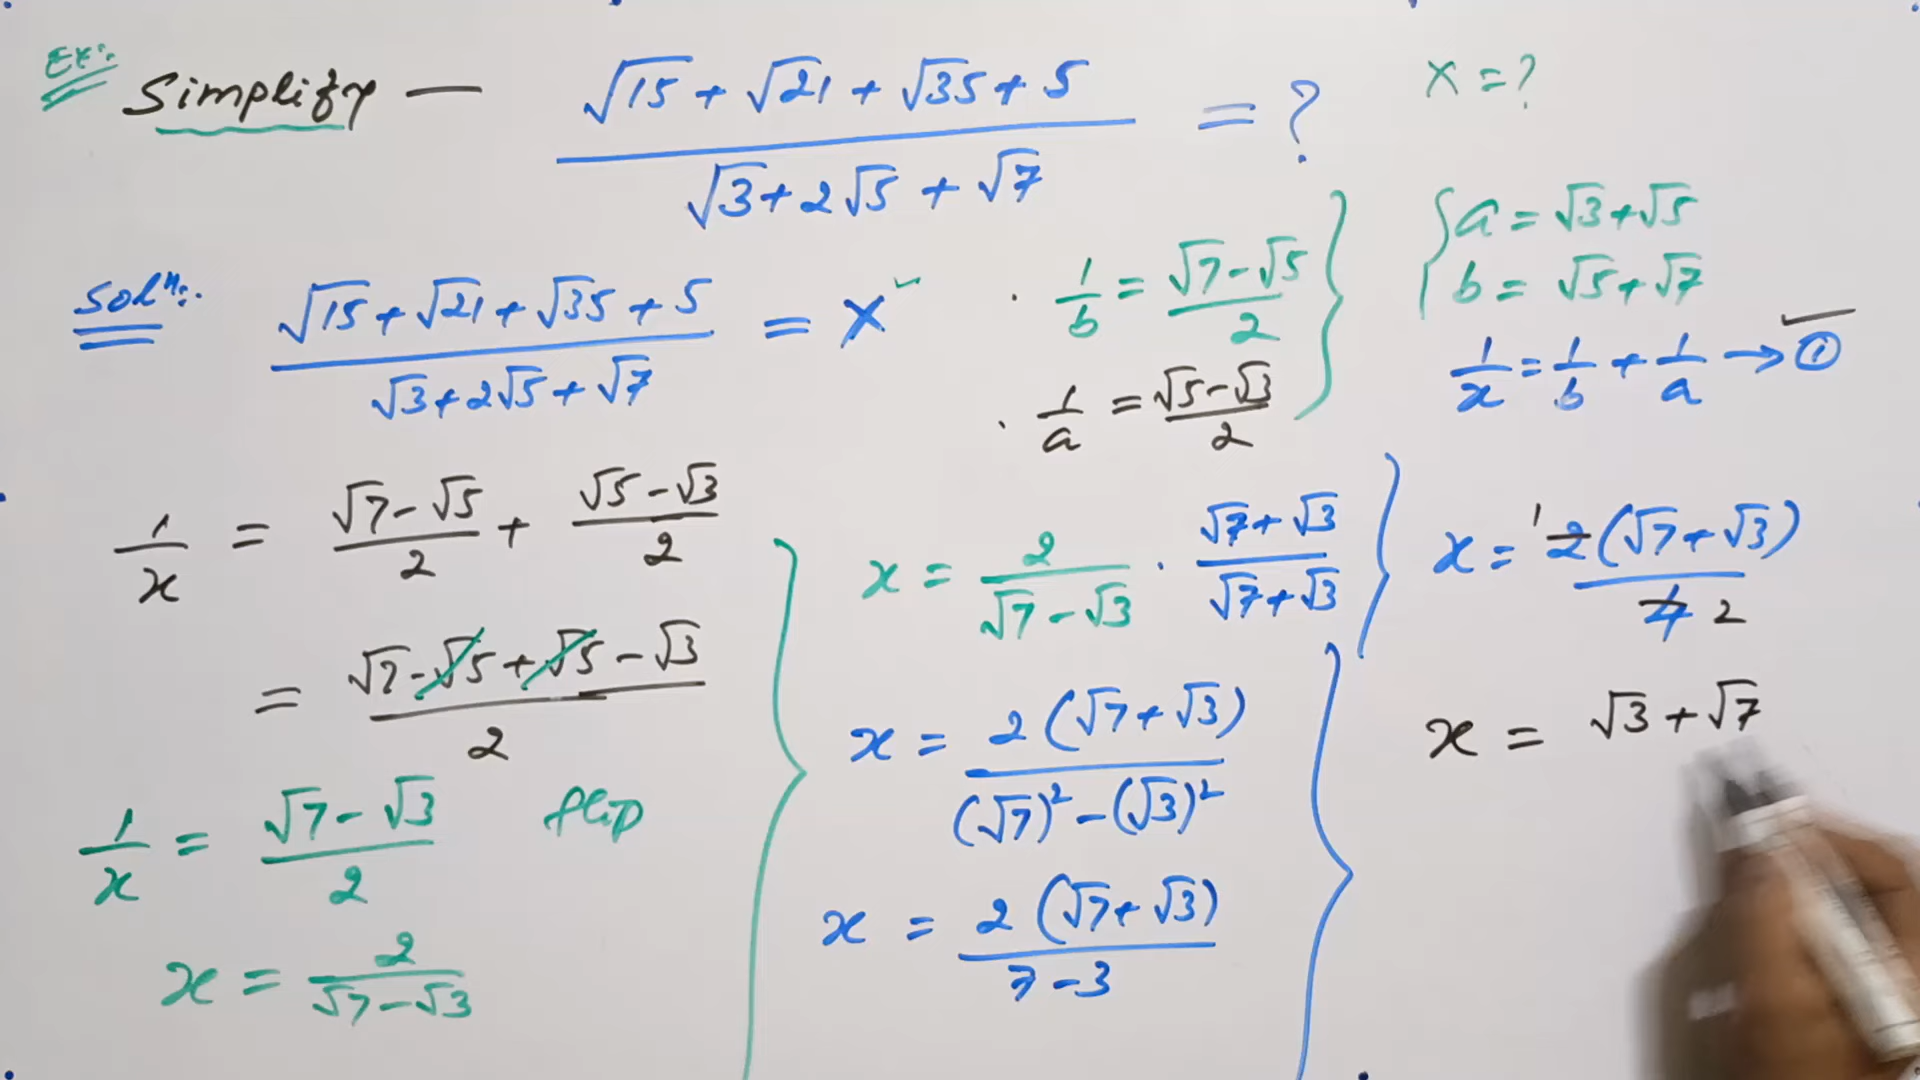 Ex:
Simplify — (√15 + √21 + √35 + 5) / (√3 + 2√5 + √7) = ?
x = ?
Solⁿ:
(√15 + √21 + √35 + 5) / (√3 + 2√5 + √7) = x
1/x = (√7 - √5)/2 + (√5 - √3)/2
= (√7 - √5 + √5 - √3)/2
1/x = (√7 - √3)/2 flip
x = 2/(√7 - √3)
1/b = (√7 - √5)/2
1/a = (√5 - √3)/2
a = √3 + √5
b = √5 + √7
1/x = 1/b + 1/a → ①
x = 2/(√7 - √3) · (√7 + √3)/(√7 + √3)
x = 2(√7 + √3) / ((√7)² - (√3)²)
x = 2(√7 + √3) / (7 - 3)
x = 1 2(√7 + √3) / 4 2
x = √3 + √7